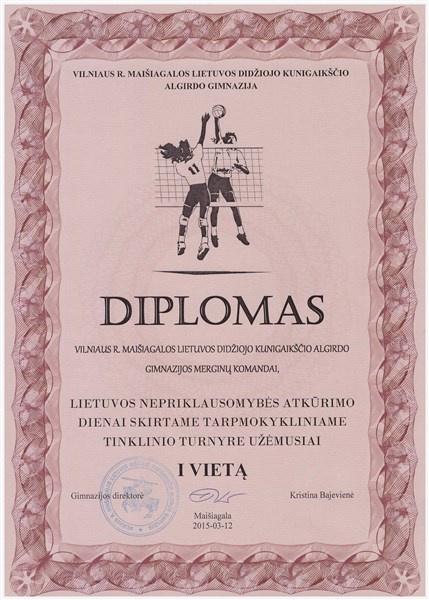 VILNIAUS R. MAIŠIAGALOS LIETUVOS DIDŽIOJO KUNIGAIKŠČIO
ALGIRDO GIMNAZIJA
11
DIPLOMAS
VILNIAUS R. MAIŠIAGALOS LIETUVOS DIDŽIOJO KUNIGAIKŠČIO ALGIRDO
GIMNAZIJOS MERGINŲ KOMANDAI,
LIETUVOS NEPRIKLAUSOMYBĖS ATKŪRIMO
DIENAI SKIRTAME TARPMOKYKLINIAME
TINKLINIO TURNYRE UŽĖMUSIAI
I VIETĄ
Gimnazijos direktorė Kristina Bajevienė
Maišiagala
2015-03-12